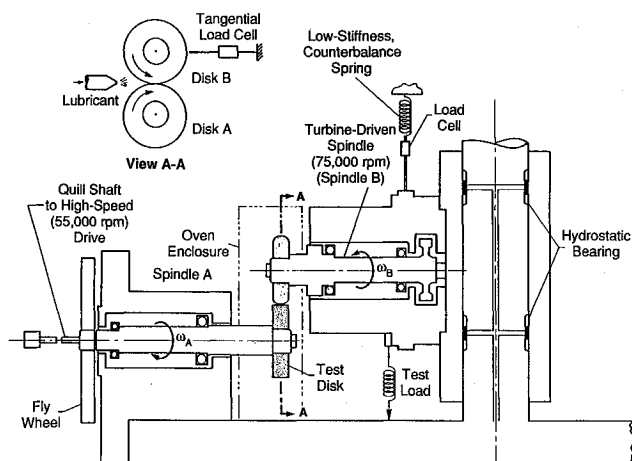 Tangential
Load Cell
Disk B
Lubricant
Disk A
View A-A
Low-Stiffness,
Counterbalance
Spring
Load
Cell
Turbine-Driven
Spindle
(75,000 rpm)
(Spindle B)
A
Quill Shaft
to High-Speed
(55,000 rpm)
Drive
Oven
Enclosure
Spindle A
ωB
Hydrostatic
Bearing
ωA
Test
Disk
Test
Load
A
Fly
Wheel